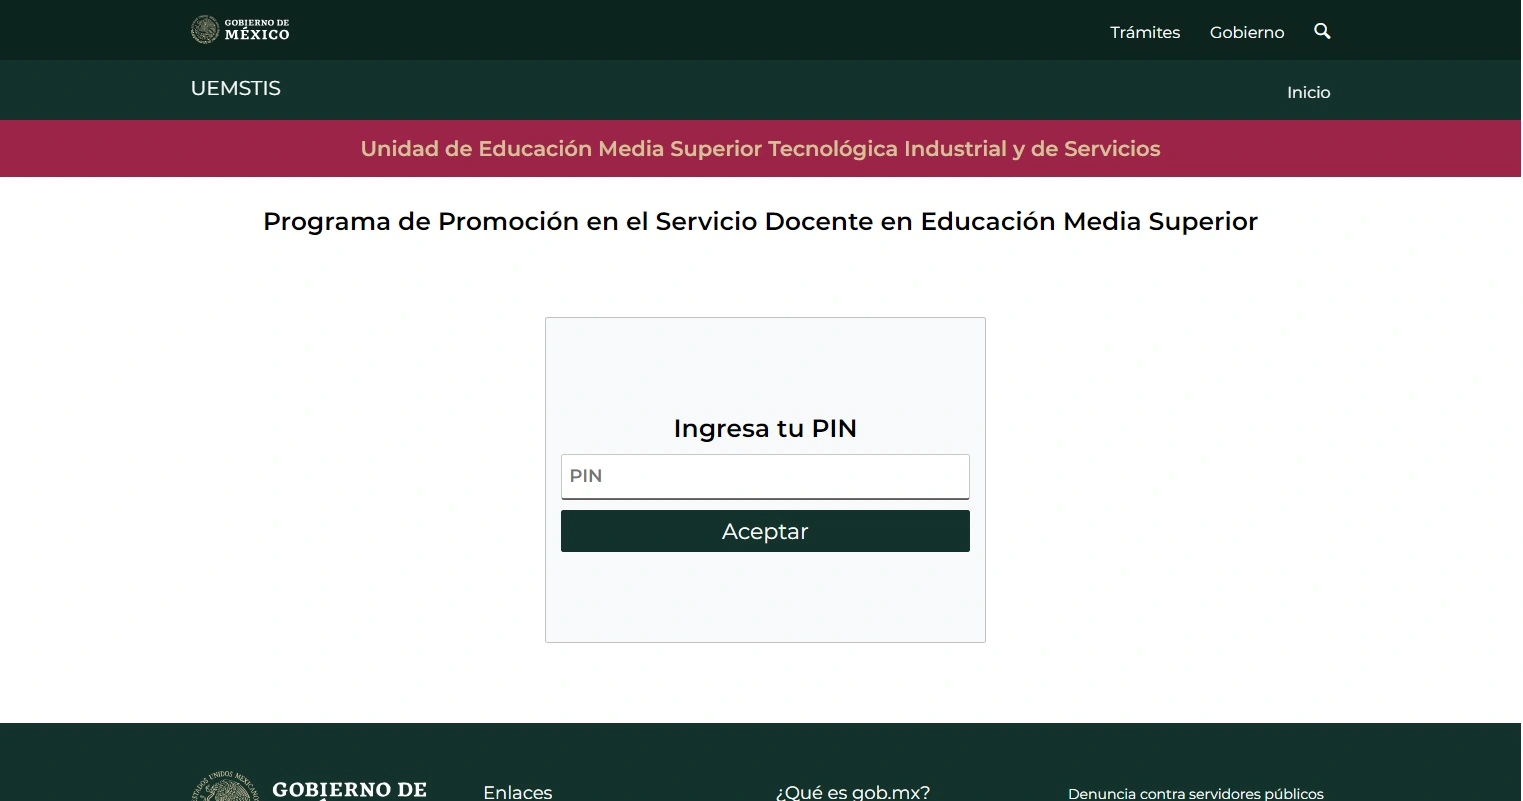 GOBIERNO DE
MÉXICO
Trámites Gobierno
UEMSTIS
Inicio
Unidad de Educación Media Superior Tecnológica Industrial y de Servicios
Programa de Promoción en el Servicio Docente en Educación Media Superior
Ingresa tu PIN
PIN
Aceptar
ESTADOS UNIDOS MEXICANOS
GOBIERNO DE
Enlaces
¿Qué es gob.mx?
Denuncia contra servidores públicos